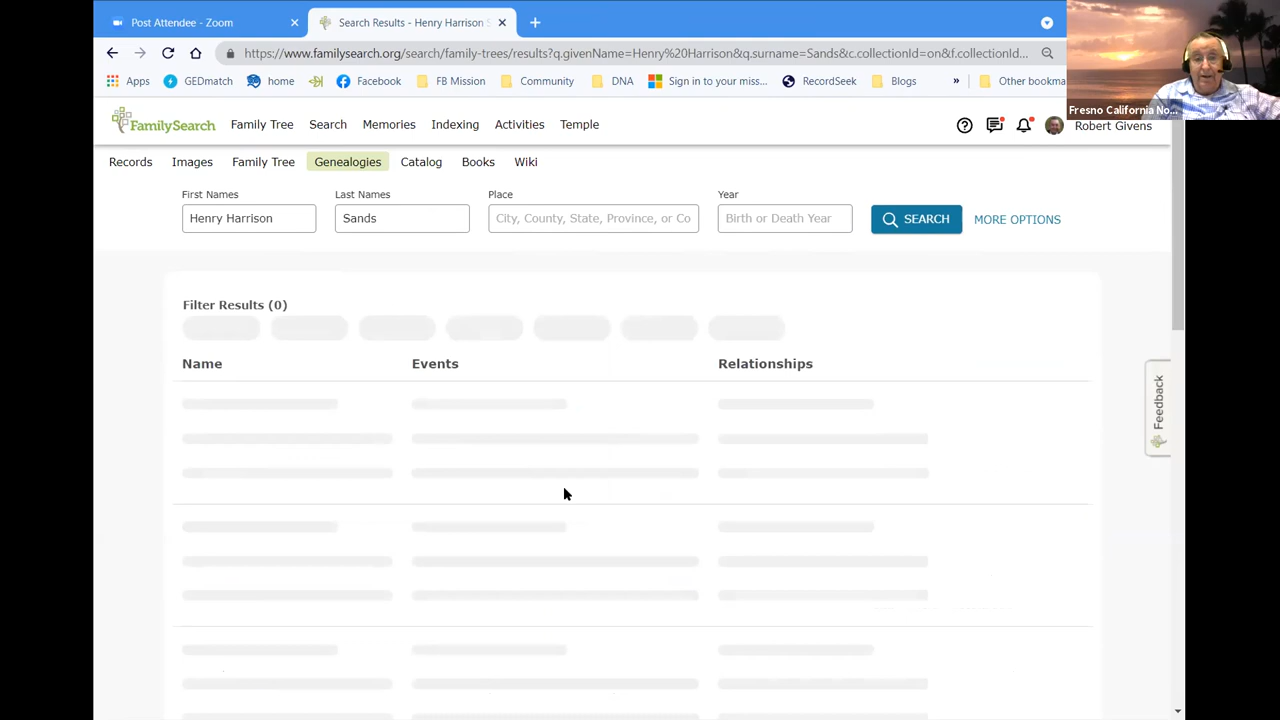 Post Attendee - Zoom
Search Results - Henry Harrison S
https://www.familysearch.org/search/family-trees/results?q.givenName=Henry%20Harrison&q.surname=Sands&c.collectionId=on&f.collectionId...
Apps GEDmatch home Facebook FB Mission Community DNA Sign in to your miss... RecordSeek Blogs » Other bookma
Fresno California No...
FamilySearch Family Tree Search Memories Indexing Activities Temple Robert Givens
Records Images Family Tree Genealogies Catalog Books Wiki
First Names Last Names Place Year
Henry Harrison Sands City, County, State, Province, or Co Birth or Death Year SEARCH MORE OPTIONS
Filter Results (0)
Name Events Relationships
Feedback